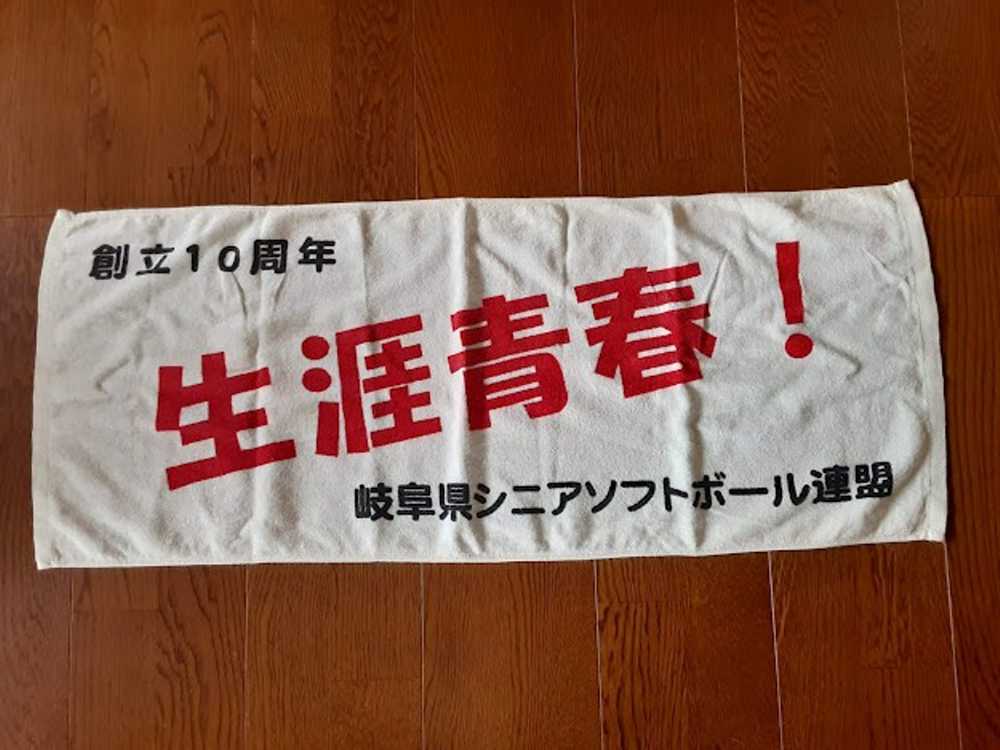 創立10周年
生涯青春！
岐阜県シニアソフトボール連盟